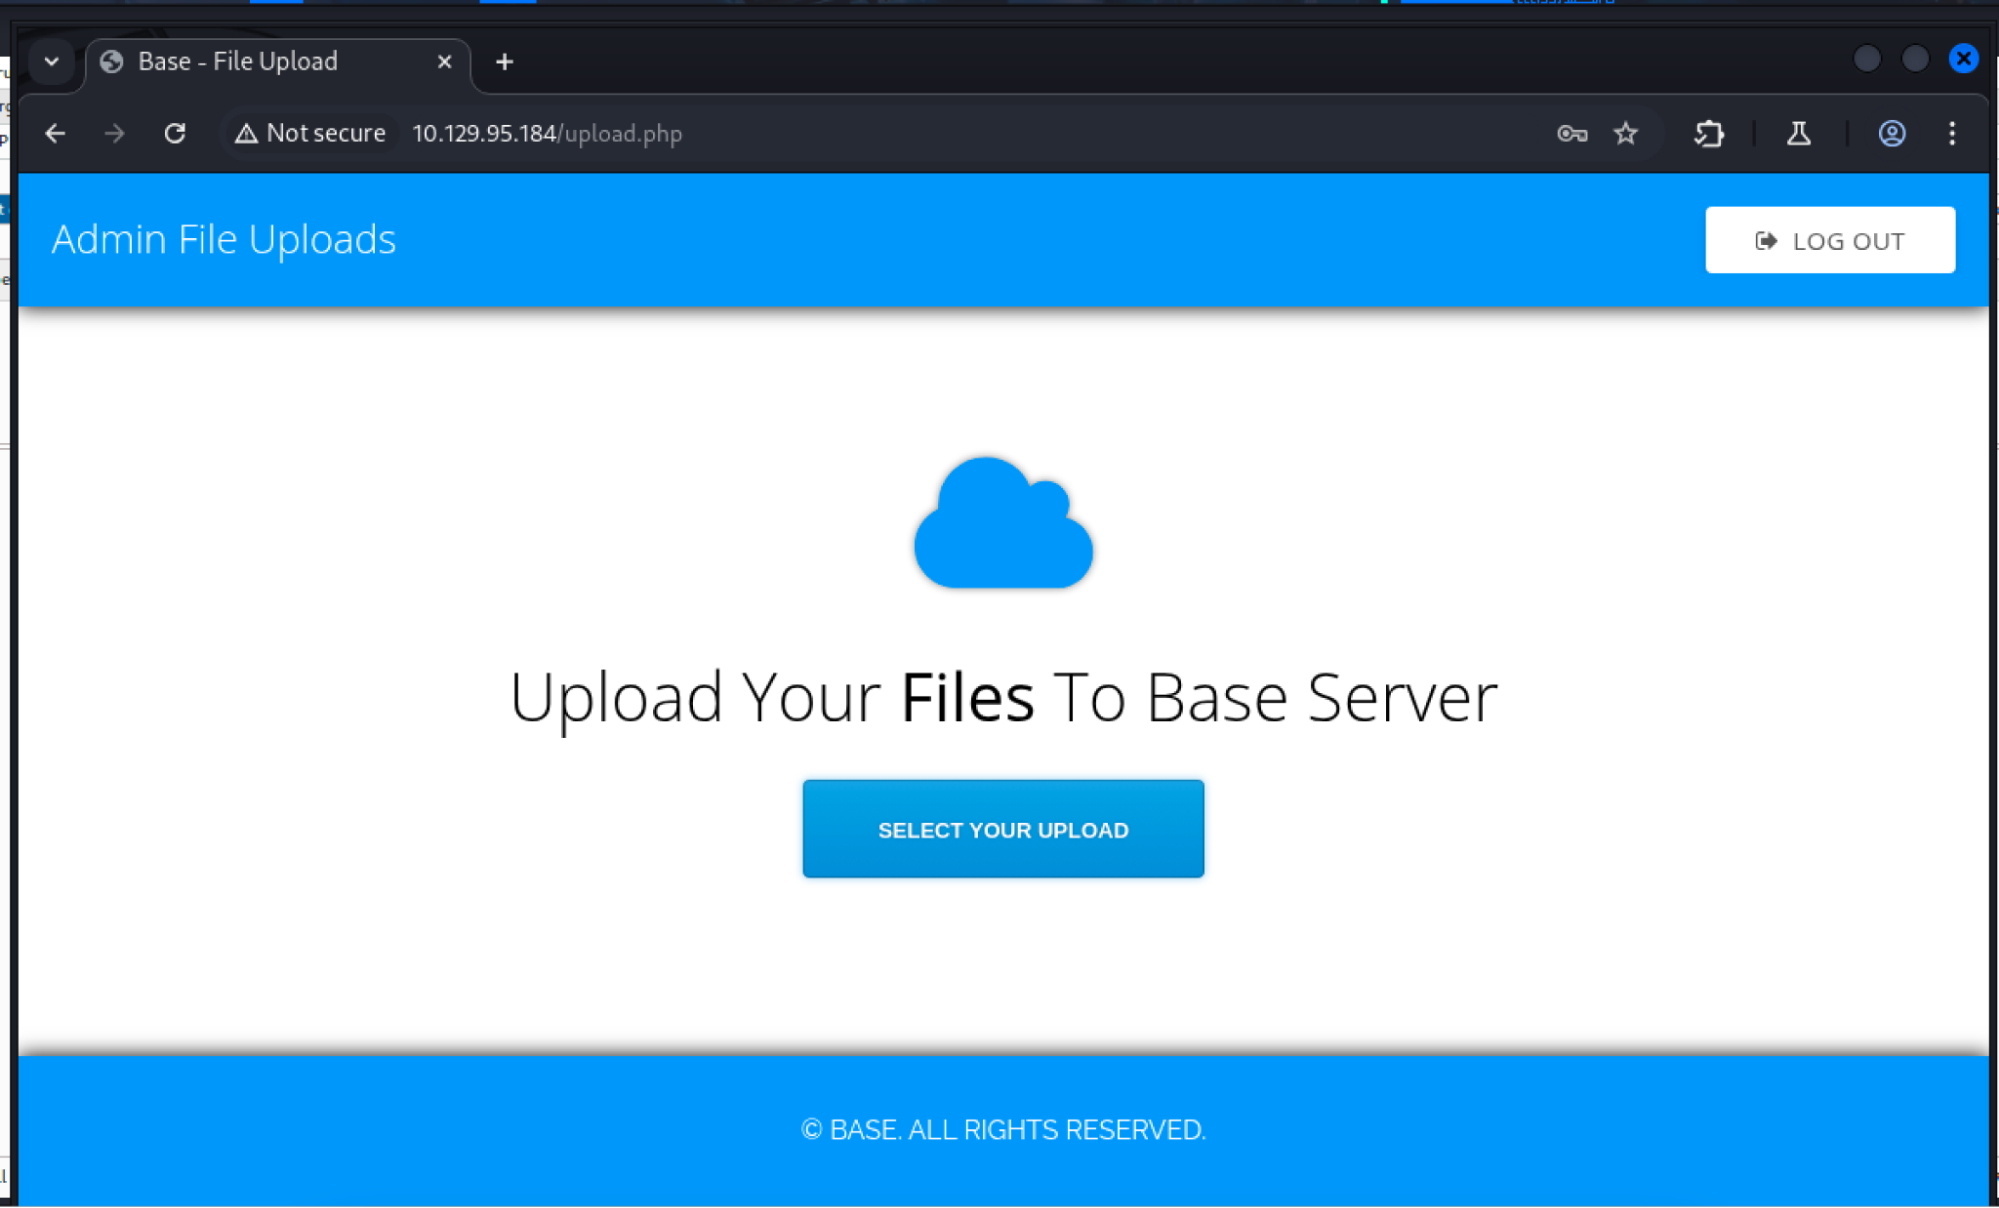 Base - File Upload
Not secure 10.129.95.184/upload.php
Admin File Uploads
LOG OUT
Upload Your Files To Base Server
SELECT YOUR UPLOAD
© BASE. ALL RIGHTS RESERVED.